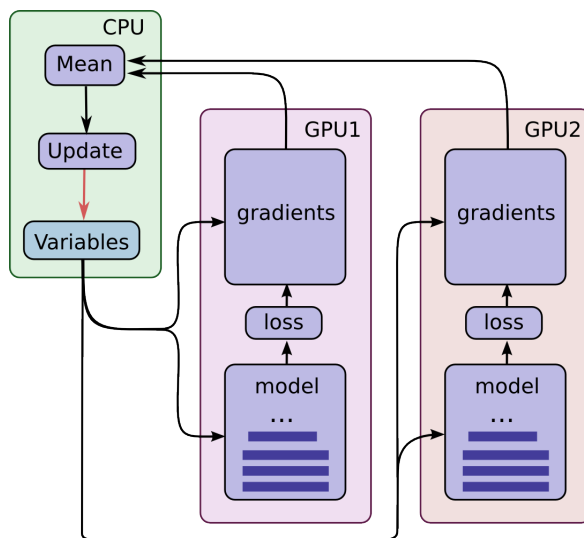 CPU
Mean
Update
Variables
GPU1
gradients
loss
model
...
GPU2
gradients
loss
model
...